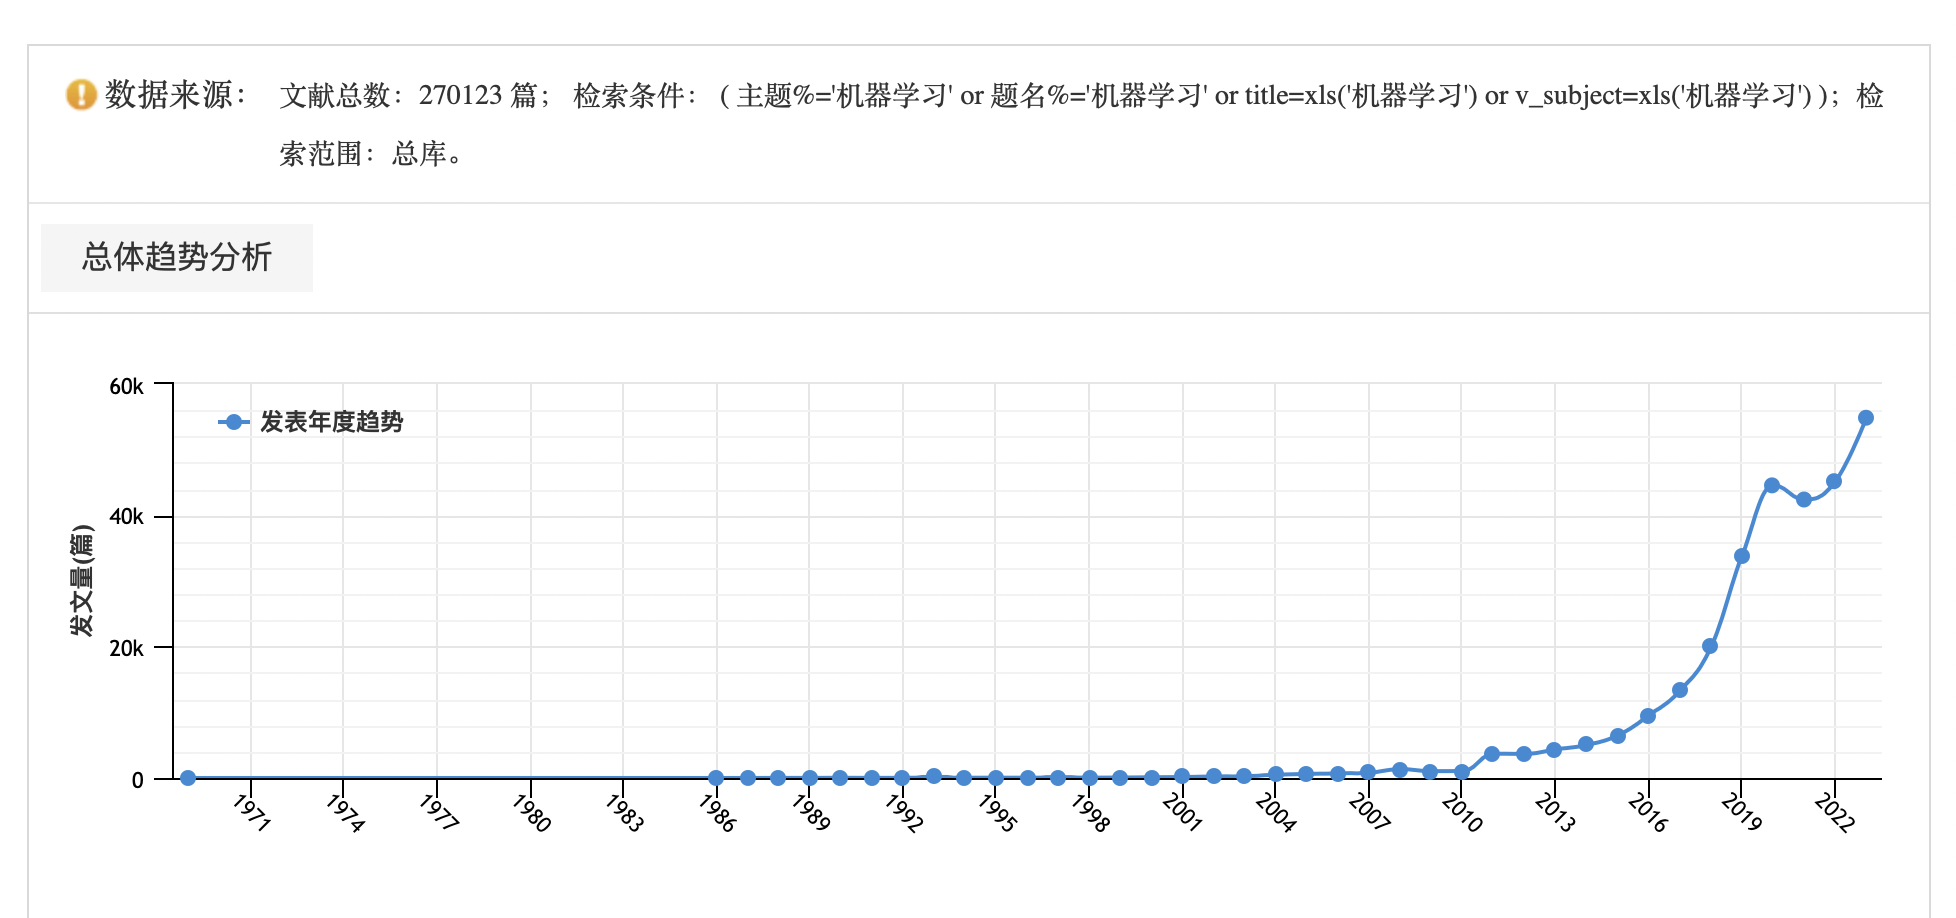 数据来源： 文献总数：270123 篇； 检索条件： ( 主题%='机器学习' or 题名%='机器学习' or title=xls('机器学习') or v_subject=xls('机器学习') )；检
索范围：总库。
总体趋势分析
发表年度趋势
60k
40k
20k
0
发文量(篇)
1971 1974 1977 1980 1983 1986 1989 1992 1995 1998 2001 2004 2007 2010 2013 2016 2019 2022